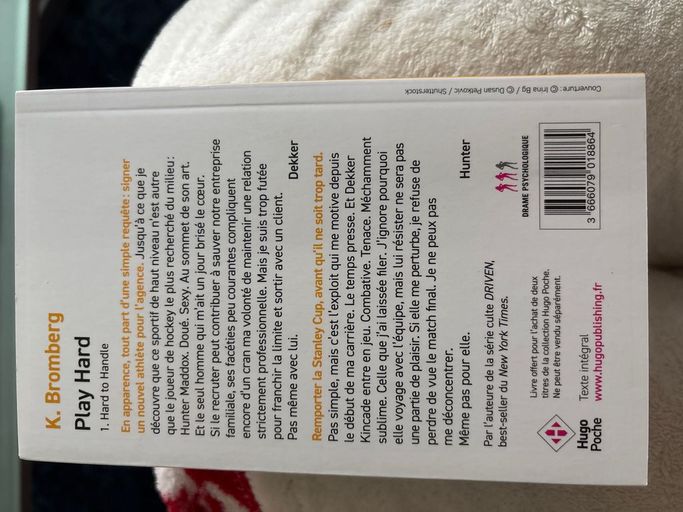 K. Bromberg
Play Hard
1. Hard to Handle
En apparence, tout part d'une simple requête : signer
un nouvel athlète pour l'agence. Jusqu'à ce que je
découvre que ce sportif de haut niveau n'est autre
que le joueur de hockey le plus recherché du milieu :
Hunter Maddox. Doué. Sexy. Au sommet de son art.
Et le seul homme qui m'ait un jour brisé le cœur.
Si le recruter peut contribuer à sauver notre entreprise
familiale, ses facéties peu courantes compliquent
encore d'un cran ma volonté de maintenir une relation
strictement professionnelle. Mais je suis trop futée
pour franchir la limite et sortir avec un client.
Pas même avec lui.
Dekker
Remporter la Stanley Cup, avant qu'il ne soit trop tard.
Pas simple, mais c'est l'exploit qui me motive depuis
le début de ma carrière. Le temps presse. Et Dekker
Kincade entre en jeu. Combative. Tenace. Méchamment
sublime. Celle que j'ai laissée filer. J'ignore pourquoi
elle voyage avec l'équipe, mais lui résister ne sera pas
une partie de plaisir. Si elle me perturbe, je refuse de
perdre de vue le match final. Je ne peux pas
me déconcentrer.
Même pas pour elle.
Hunter
Par l'auteure de la série culte DRIVEN,
best-seller du New York Times.
Livre offert pour l'achat de deux
titres de la collection Hugo Poche.
Ne peut être vendu séparément.
DRAME PSYCHOLOGIQUE
Hugo
Poche
Texte intégral
www.hugopublishing.fr
3 666079 018864
Couverture : © Irina Bg / © Dusan Petkovic / Shutterstock